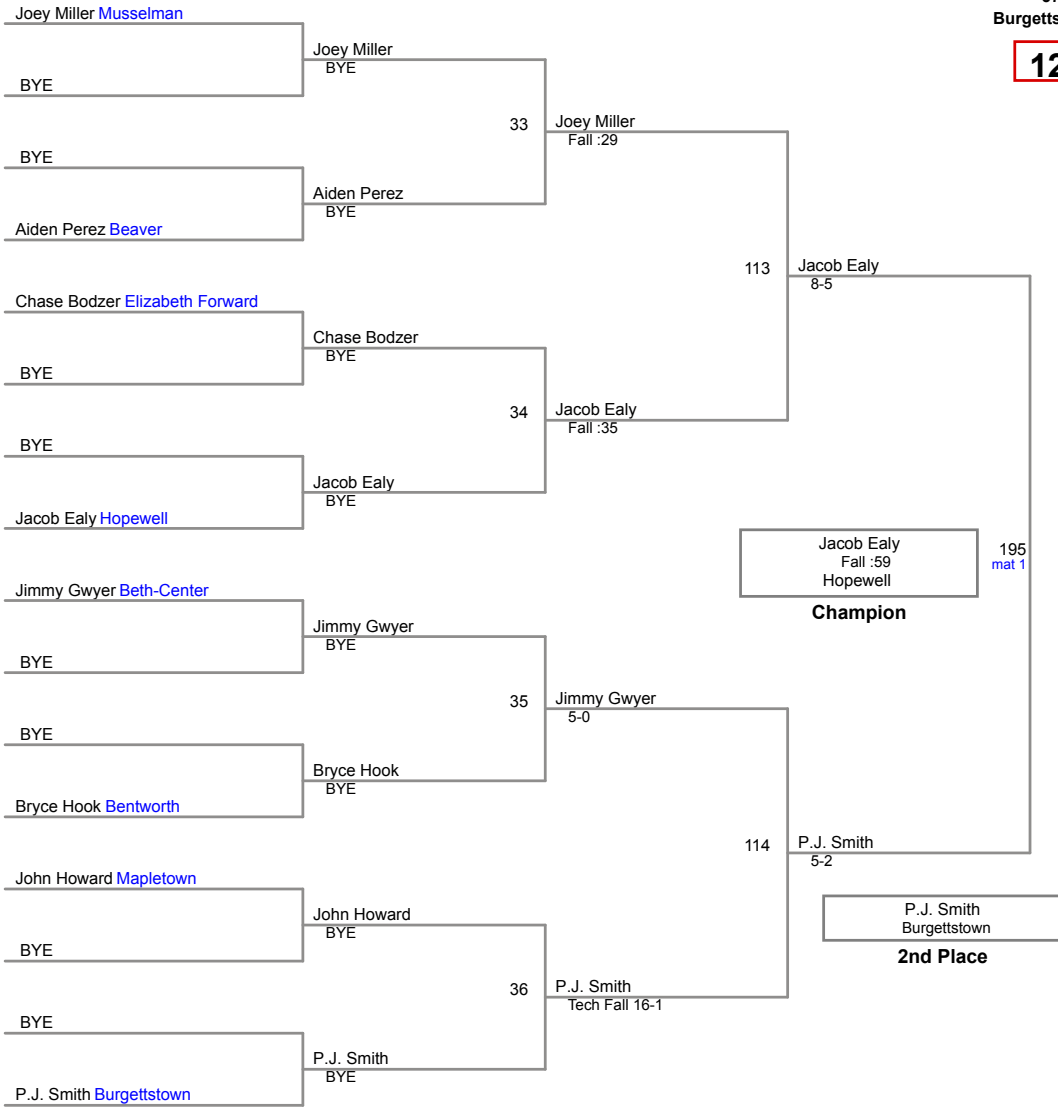 Joey Miller Musselman
Burgetts
12
Joey Miller
BYE
BYE
33
Joey Miller
Fall :29
BYE
Aiden Perez
BYE
Aiden Perez Beaver
113
Jacob Ealy
8-5
Chase Bodzer Elizabeth Forward
Chase Bodzer
BYE
BYE
34
Jacob Ealy
Fall :35
BYE
Jacob Ealy
BYE
Jacob Ealy Hopewell
Jacob Ealy
Fall :59
Hopewell
Champion
195
mat 1
Jimmy Gwyer Beth-Center
Jimmy Gwyer
BYE
BYE
35
Jimmy Gwyer
5-0
BYE
Bryce Hook
BYE
Bryce Hook Bentworth
114
P.J. Smith
5-2
John Howard Mapletown
John Howard
BYE
BYE
P.J. Smith
Burgettstown
2nd Place
36
P.J. Smith
Tech Fall 16-1
BYE
P.J. Smith
BYE
P.J. Smith Burgettstown